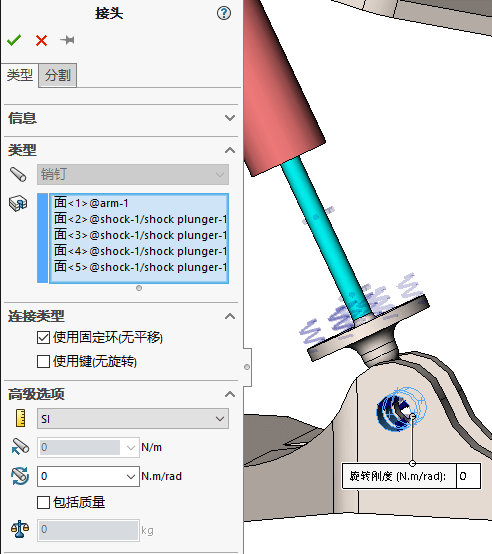 接头
类型
分割
信息
类型
销钉
面<1>@arm-1
面<2>@shock-1/shock plunger-1
面<3>@shock-1/shock plunger-1
面<4>@shock-1/shock plunger-1
面<5>@shock-1/shock plunger-1
连接类型
使用固定环(无平移)
使用键(无旋转)
高级选项
SI
0 N/m
0 N.m/rad
包括质量
0 kg
旋转刚度 (N.m/rad): 0